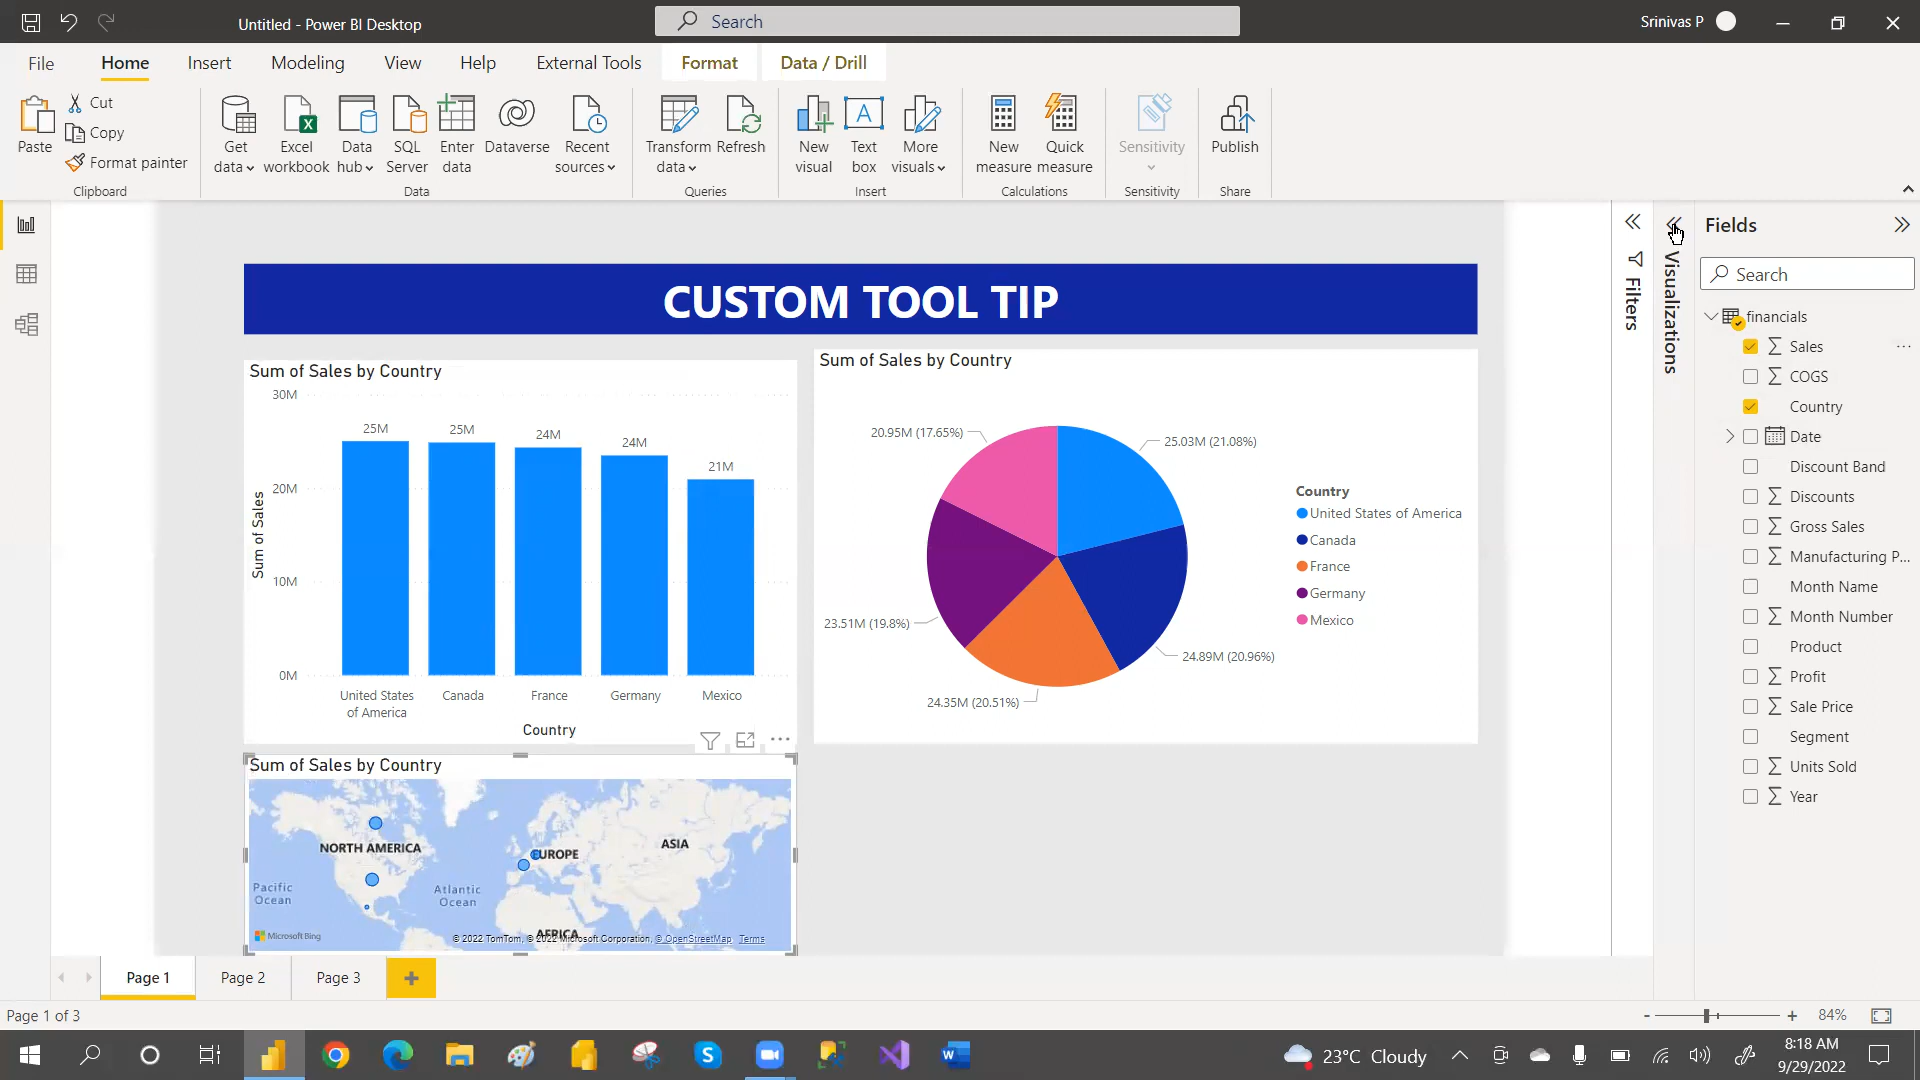 Untitled - Power BI Desktop
Search
Srinivas P
File
Home
Insert
Modeling
View
Help
External Tools
Format
Data / Drill
Paste
Cut
Copy
Format painter
Clipboard
Get data
Excel workbook
Data hub
SQL Server
Enter data
Dataverse
Recent sources
Data
Transform data
Refresh
Queries
New visual
Text box
More visuals
Insert
New measure
Quick measure
Calculations
Sensitivity
Sensitivity
Publish
Share
CUSTOM TOOL TIP
Sum of Sales by Country
30M
20M
10M
0M
Sum of Sales
25M
25M
24M
24M
21M
United States
of America
Canada
France
Germany
Mexico
Country
Sum of Sales by Country
20.95M (17.65%)
25.03M (21.08%)
23.51M (19.8%)
24.89M (20.96%)
24.35M (20.51%)
Country
United States of America
Canada
France
Germany
Mexico
Sum of Sales by Country
NORTH AMERICA
EUROPE
ASIA
Pacific
Ocean
Atlantic
Ocean
AFRICA
Microsoft Bing
© 2022 TomTom, © 2022 Microsoft Corporation, © OpenStreetMap Terms
Filters
Visualizations
Fields
Search
financials
Sales
COGS
Country
Date
Discount Band
Discounts
Gross Sales
Manufacturing P...
Month Name
Month Number
Product
Profit
Sale Price
Segment
Units Sold
Year
Page 1
Page 2
Page 3
+
Page 1 of 3
- + 84%
23°C Cloudy
8:18 AM
9/29/2022